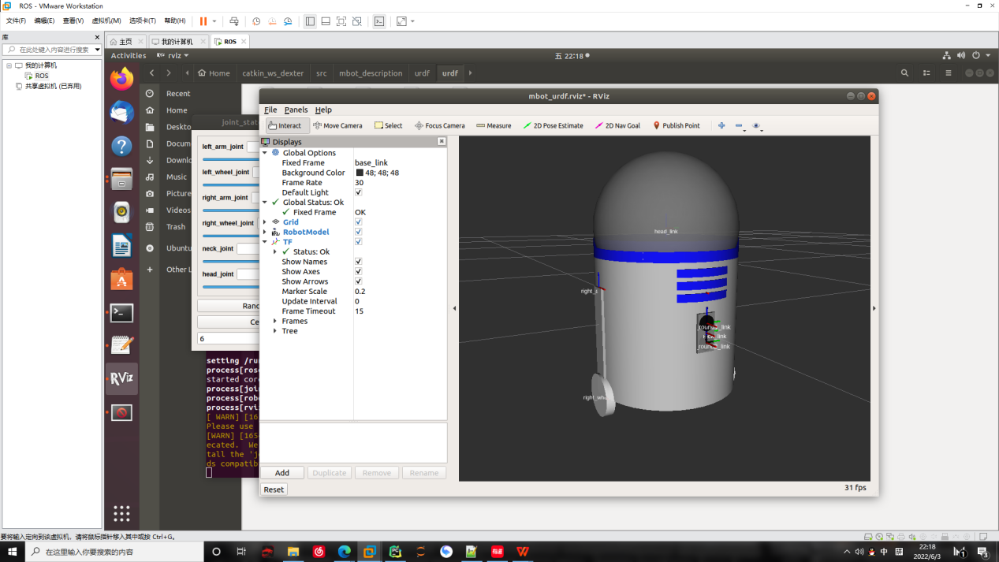 ROS - VMware Workstation
文件(F) 编辑(E) 查看(V) 虚拟机(M) 选项卡(T) 帮助(H)
库
在此处键入内容进行搜索
主页 我的计算机 ROS
我的计算机
ROS
共享虚拟机 (已弃用)
Activities rviz 五 22:18
Home catkin_ws_dexter src mbot_description urdf urdf
Recent
Home
Deskto
Docum
Downlo
Music
Picture
Videos
Trash
Ubuntu
Other L
joint_stat
left_arm_joint
left_wheel_joint
right_arm_joint
right_wheel_joint
neck_joint
head_joint
Rand
Ce
6
setting /ru
process[ros
started cor
process[joi
process[rob
process[rvi
[ WARN] [16
Please use
[WARN] [165
ecated. We
tall the 'j
ds compatib
mbot_urdf.rviz* - RViz
File Panels Help
Interact Move Camera Select Focus Camera Measure 2D Pose Estimate 2D Nav Goal Publish Point
Displays
Global Options
Fixed Frame base_link
Background Color 48; 48; 48
Frame Rate 30
Default Light
Global Status: Ok
Fixed Frame OK
Grid
RobotModel
TF
Status: Ok
Show Names
Show Axes
Show Arrows
Marker Scale 0.2
Update Interval 0
Frame Timeout 15
Frames
Tree
Add Duplicate Remove Rename
Reset
31 fps
head_link
RViz
要将输入定向到该虚拟机，请将鼠标指针移入其中或按 Ctrl+G。
在这里输入你要搜索的内容
中
22:18
2022/6/3